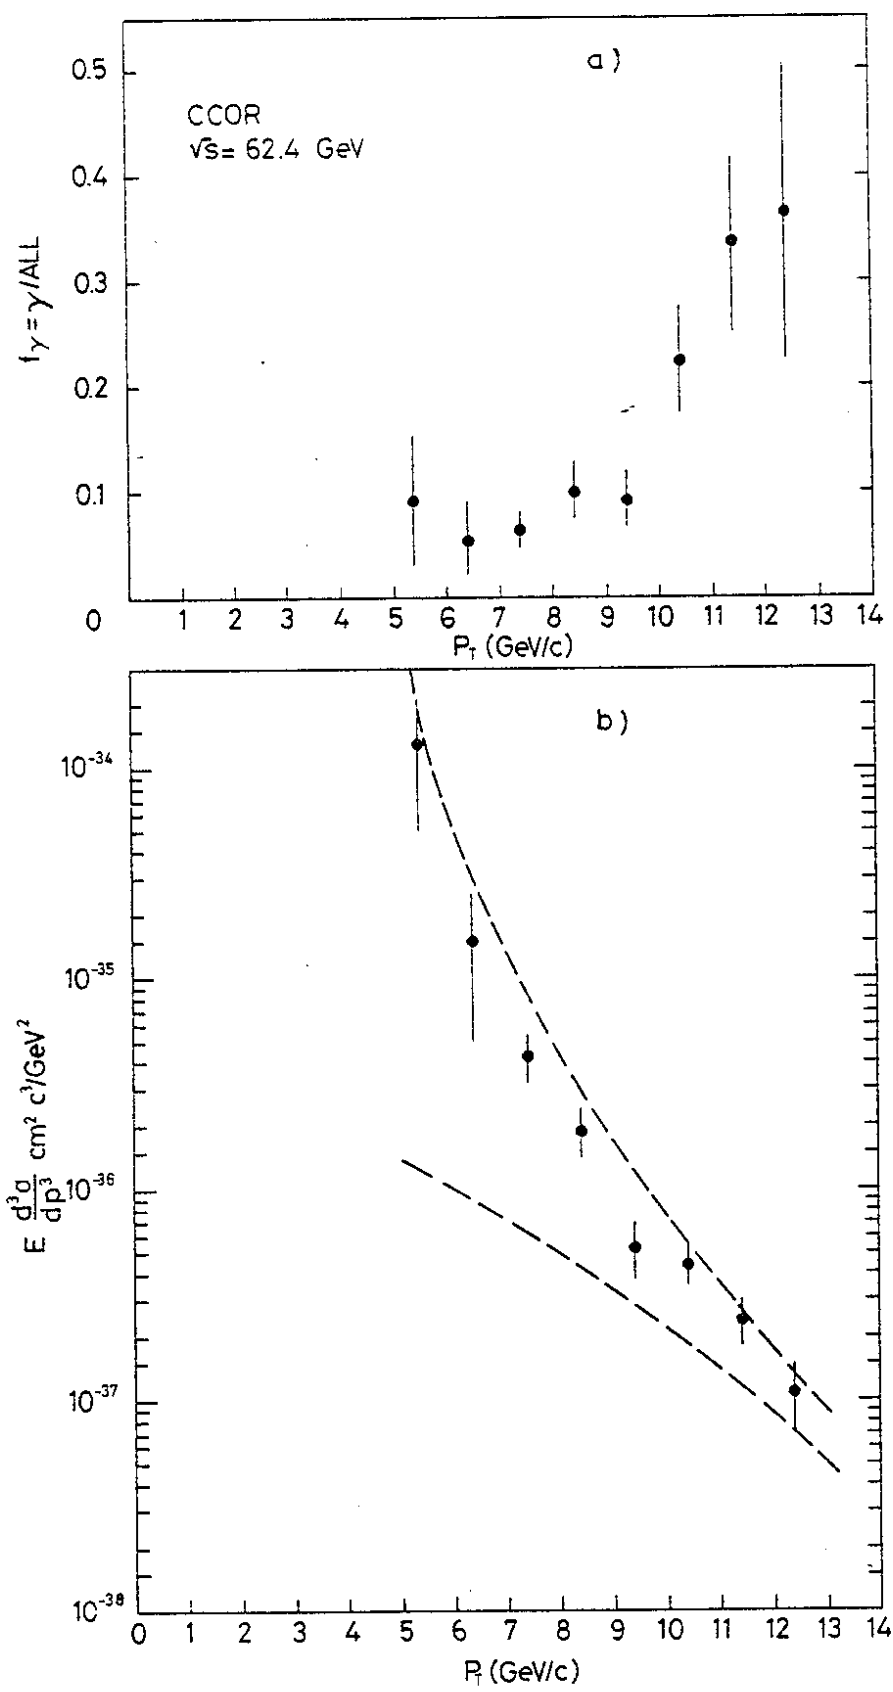 a)
0.5
CCOR
√s = 62.4 GeV
0.4
0.3
0.2
0.1
fγ = γ/ALL
0 1 2 3 4 5 6 7 8 9 10 11 12 13 14
P_T (GeV/c)
b)
10^-34
10^-35
10^-36
10^-37
10^-38
E d³σ/dp³ cm² c³/GeV²
0 1 2 3 4 5 6 7 8 9 10 11 12 13 14
P_T (GeV/c)